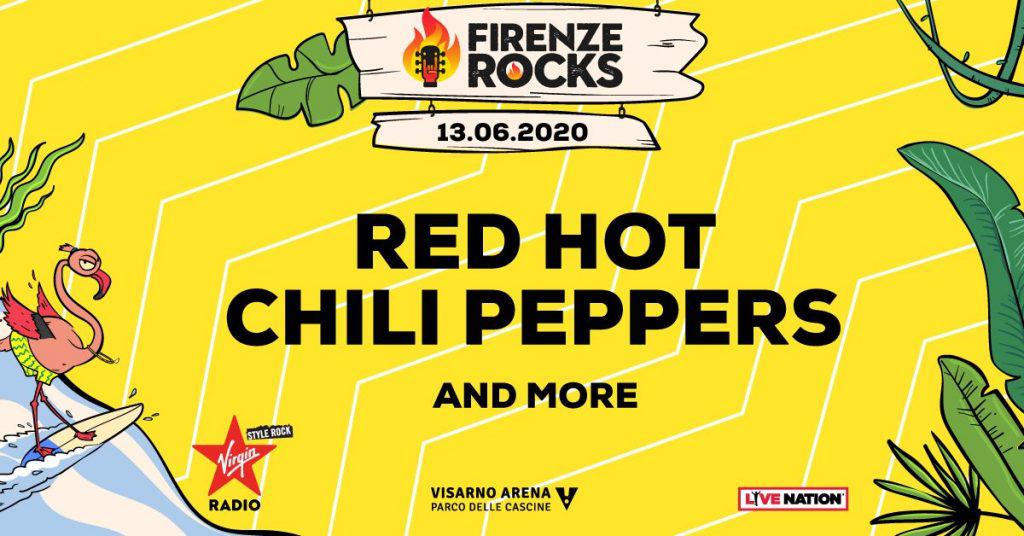 FIRENZE
ROCKS
13.06.2020
RED HOT
CHILI PEPPERS
AND MORE
STYLE ROCK
Virgin
RADIO
VISARNO ARENA
PARCO DELLE CASCINE
LIVE NATION